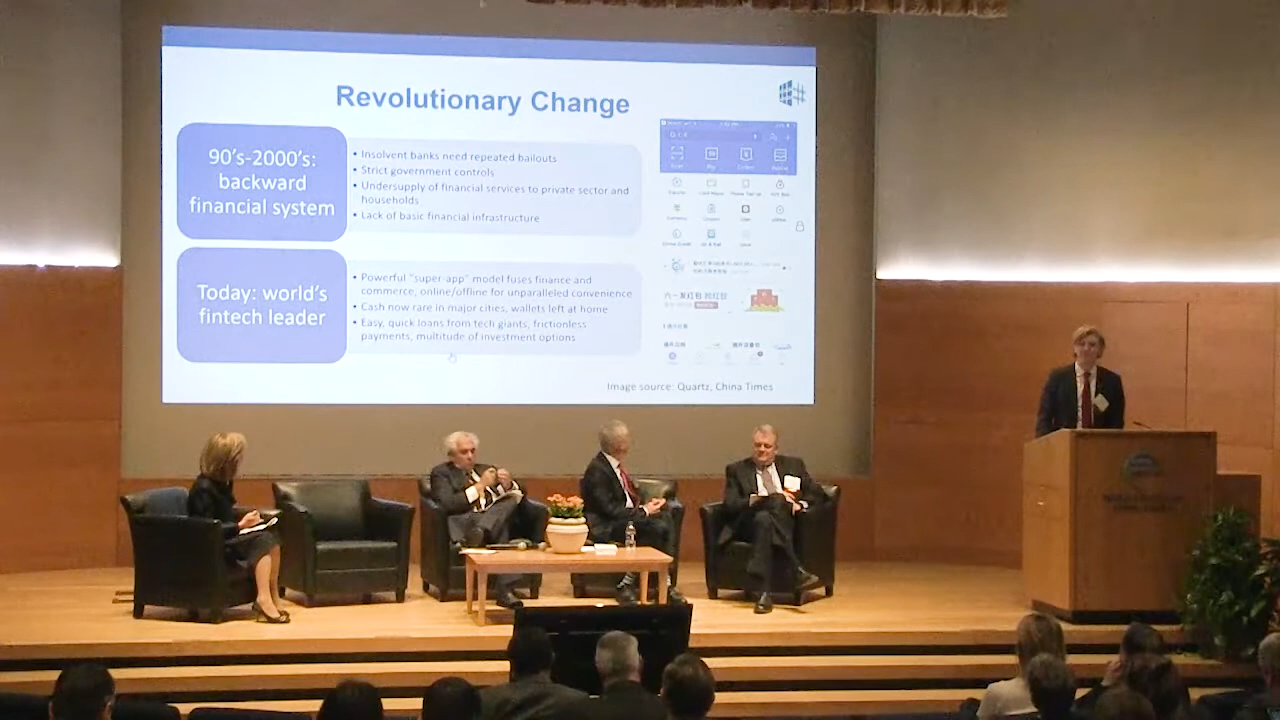 Revolutionary Change
90's-2000's:
backward
financial system
• Insolvent banks need repeated bailouts
• Strict government controls
• Undersupply of financial services to private sector and
households
• Lack of basic financial infrastructure
Today: world's
fintech leader
• Powerful "super-app" model fuses finance and
commerce, online/offline for unparalleled convenience
• Cash now rare in major cities, wallets left at home
• Easy, quick loans from tech giants, frictionless
payments, multitude of investment options
Image source: Quartz, China Times